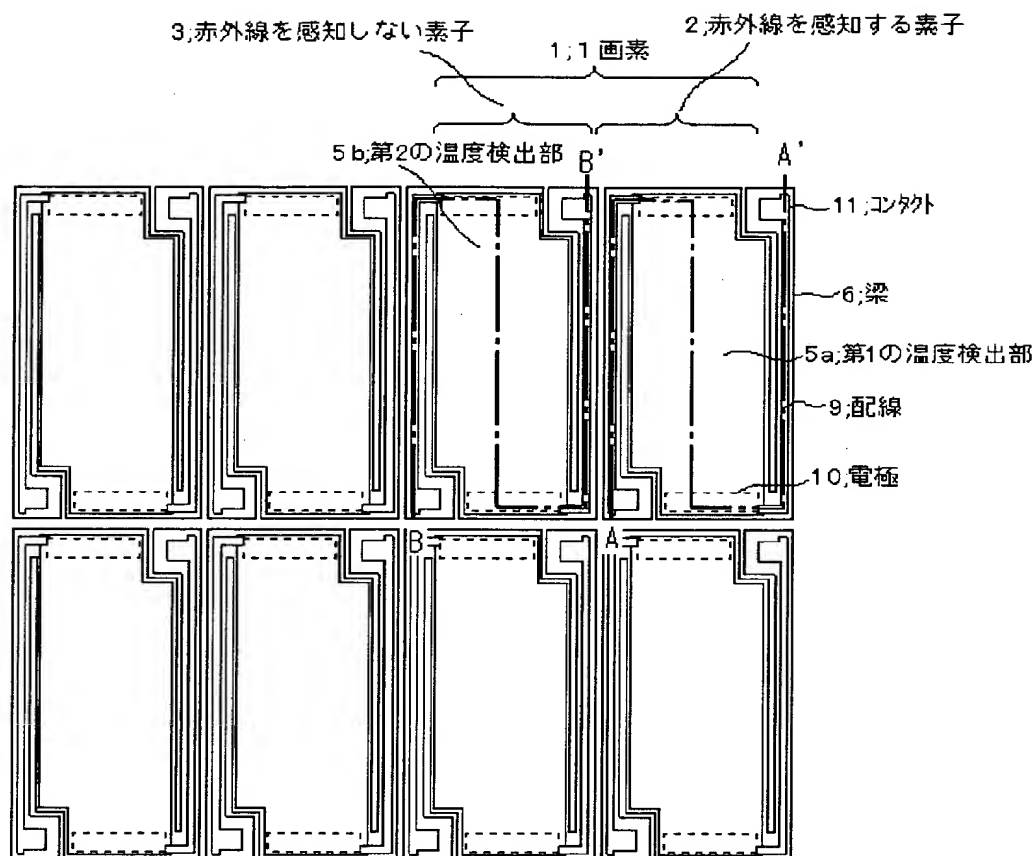 3;赤外線を感知しない素子
2;赤外線を感知する素子
1;1画素
5b;第2の温度検出部
B'
A'
11;コンタクト
6;梁
5a;第1の温度検出部
9;配線
10;電極
B
A